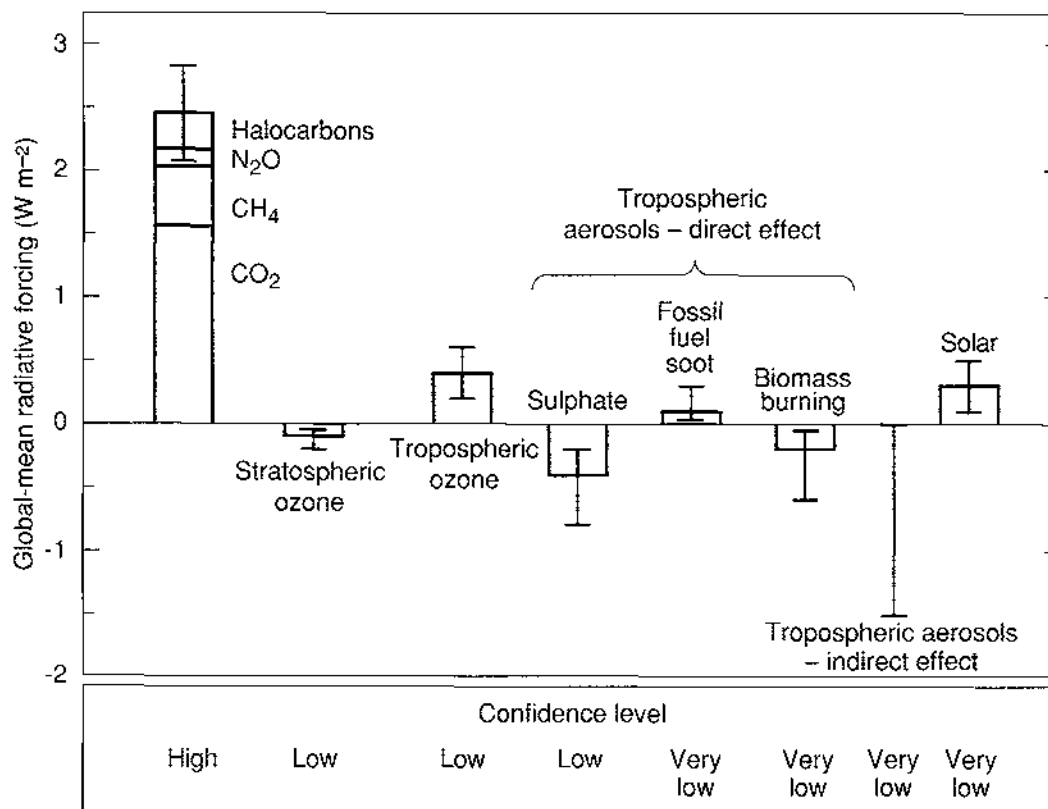 Global-mean radiative forcing (W m–2)
3
2
1
0
-1
-2
Halocarbons
N2O
CH4
CO2
Stratospheric
ozone
Tropospheric
ozone
Tropospheric
aerosols – direct effect
Sulphate
Fossil
fuel
soot
Biomass
burning
Tropospheric aerosols
– indirect effect
Solar
Confidence level
High Low Low Low Very low Very low Very low Very low